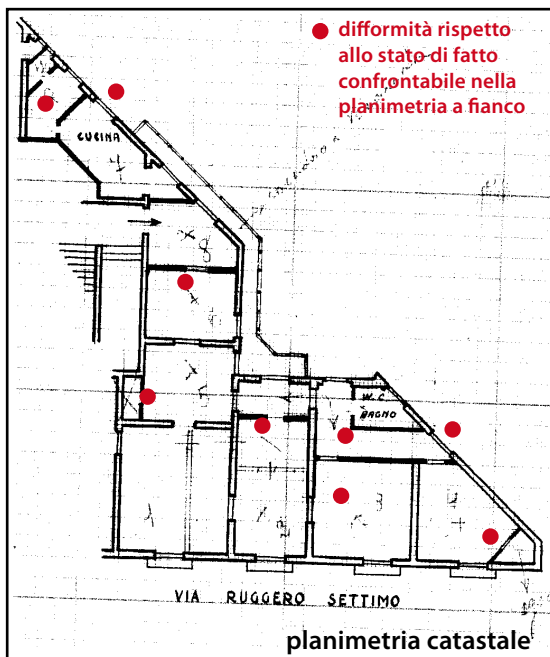 difformità rispetto
allo stato di fatto
confrontabile nella
planimetria a fianco
CUCINA
W.C.
BAGNO
VIA RUGGERO SETTIMO
planimetria catastale